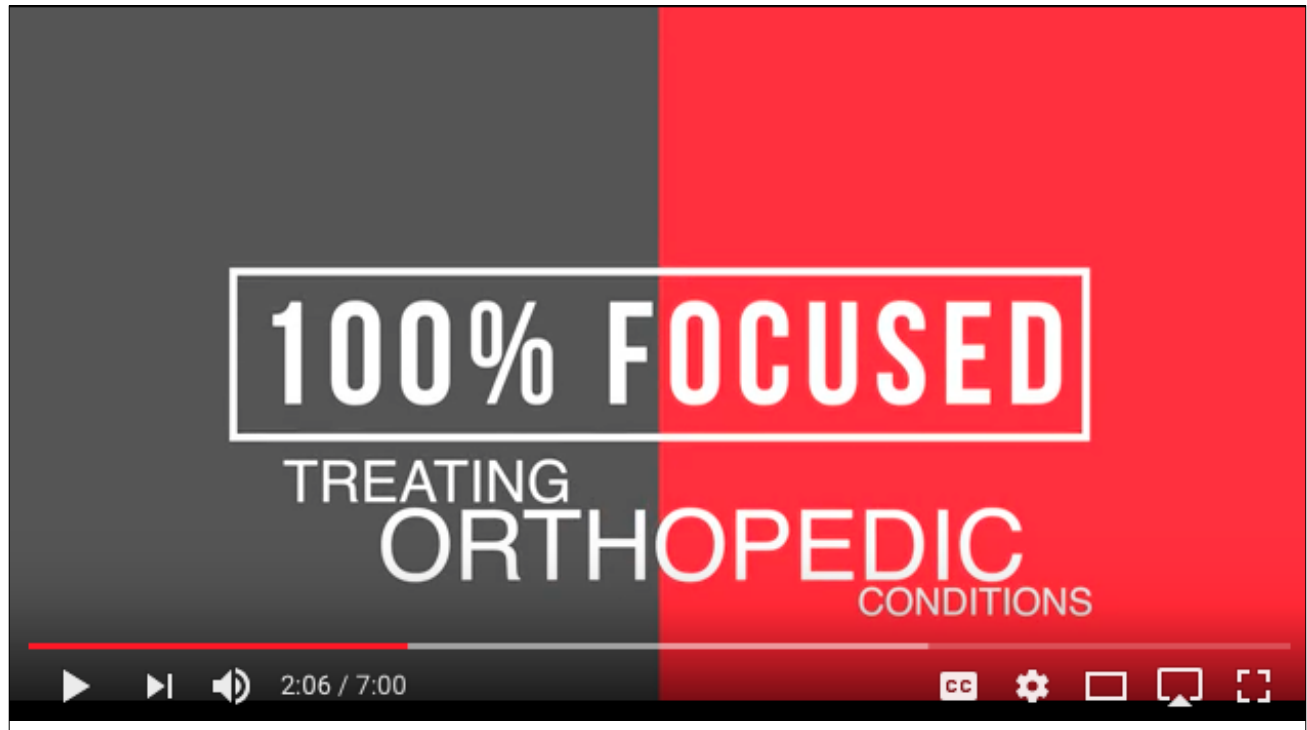 100% FOCUSED
TREATING
ORTHOPEDIC
CONDITIONS
2:06 / 7:00
CC